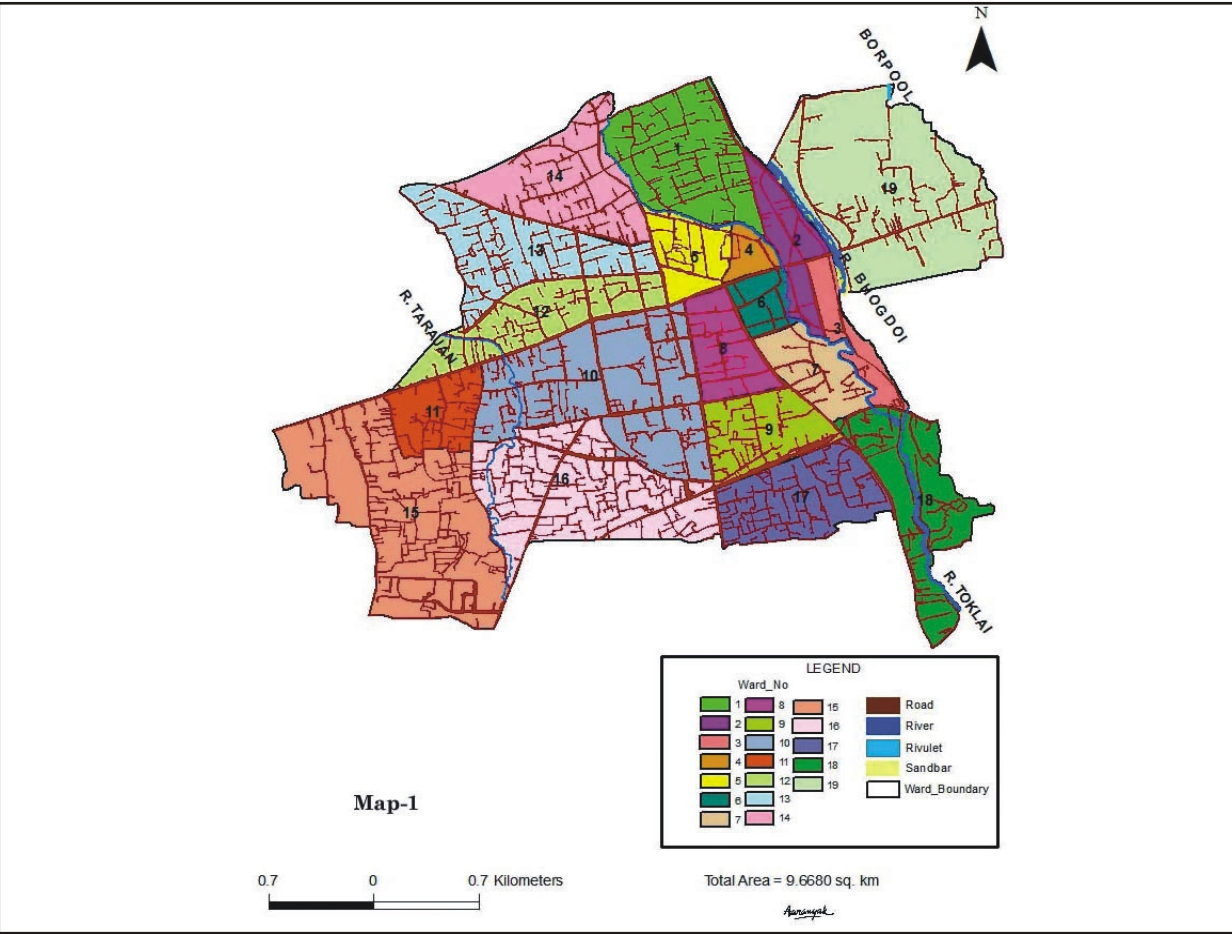 N
BORPOOL
1
14
19
2
13
5
4
R. BHOGDOI
6
12
R. TARAJAN
3
8
7
10
11
9
16
17
18
15
R. TOKLAI
LEGEND
Ward_No
1 8 15 Road
2 9 16 River
3 10 17 Rivulet
4 11 18 Sandbar
5 12 19 Ward_Boundary
6 13
7 14
Map-1
0.7 0 0.7 Kilometers
Total Area = 9.6680 sq. km
Aaranyak